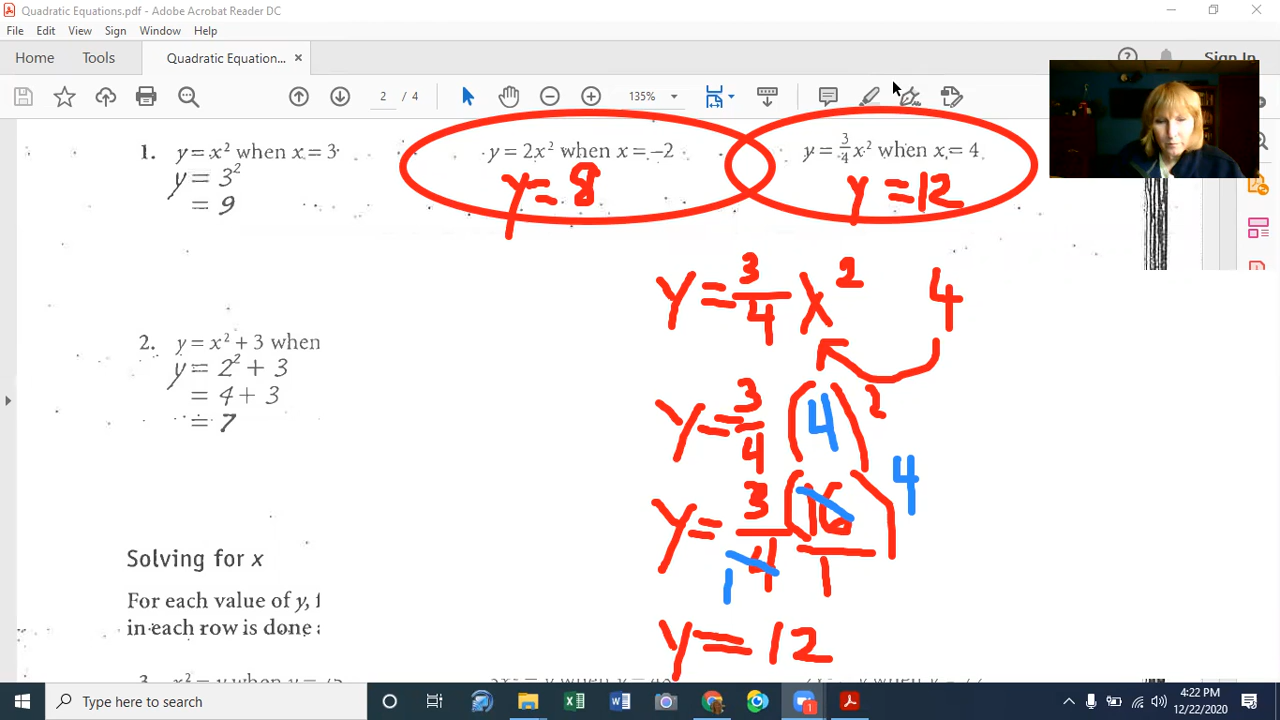 Quadratic Equations.pdf - Adobe Acrobat Reader DC
File Edit View Sign Window Help
Home Tools Quadratic Equation... × Sign In
2 / 4 135%
1. y = x² when x = 3
y = 3²
= 9
y = 2x² when x = −2
y = 8
y = 3/4 x² when x = 4
y = 12
y = 3/4 x² 4
y = 3/4 (4)²
y = 3/4 (16/1) 4
1
y = 12
2. y = x² + 3 when
y = 2² + 3
= 4 + 3
= 7
Solving for x
For each value of y, f
in each row is done a
Type here to search
4:22 PM
12/22/2020